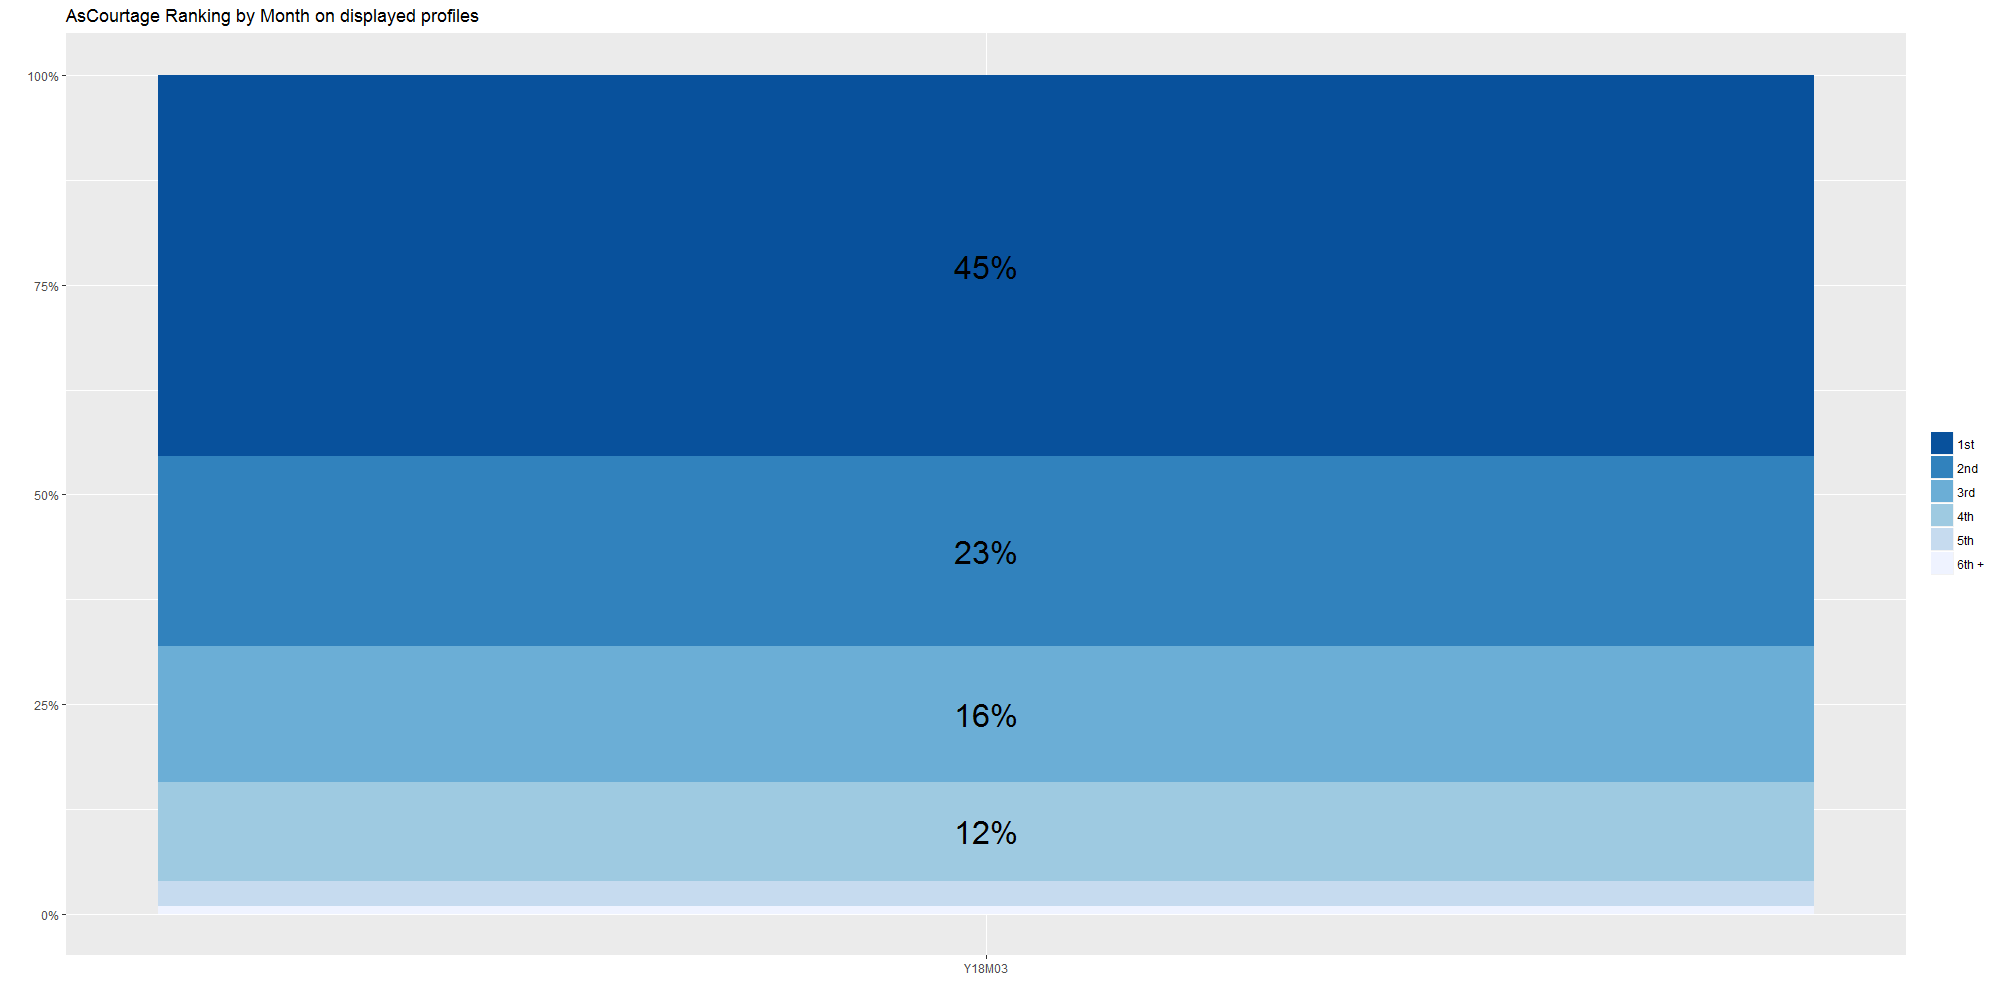 AsCourtage Ranking by Month on displayed profiles
100%
75%
50%
25%
0%
45%
23%
16%
12%
Y18M03
1st
2nd
3rd
4th
5th
6th +